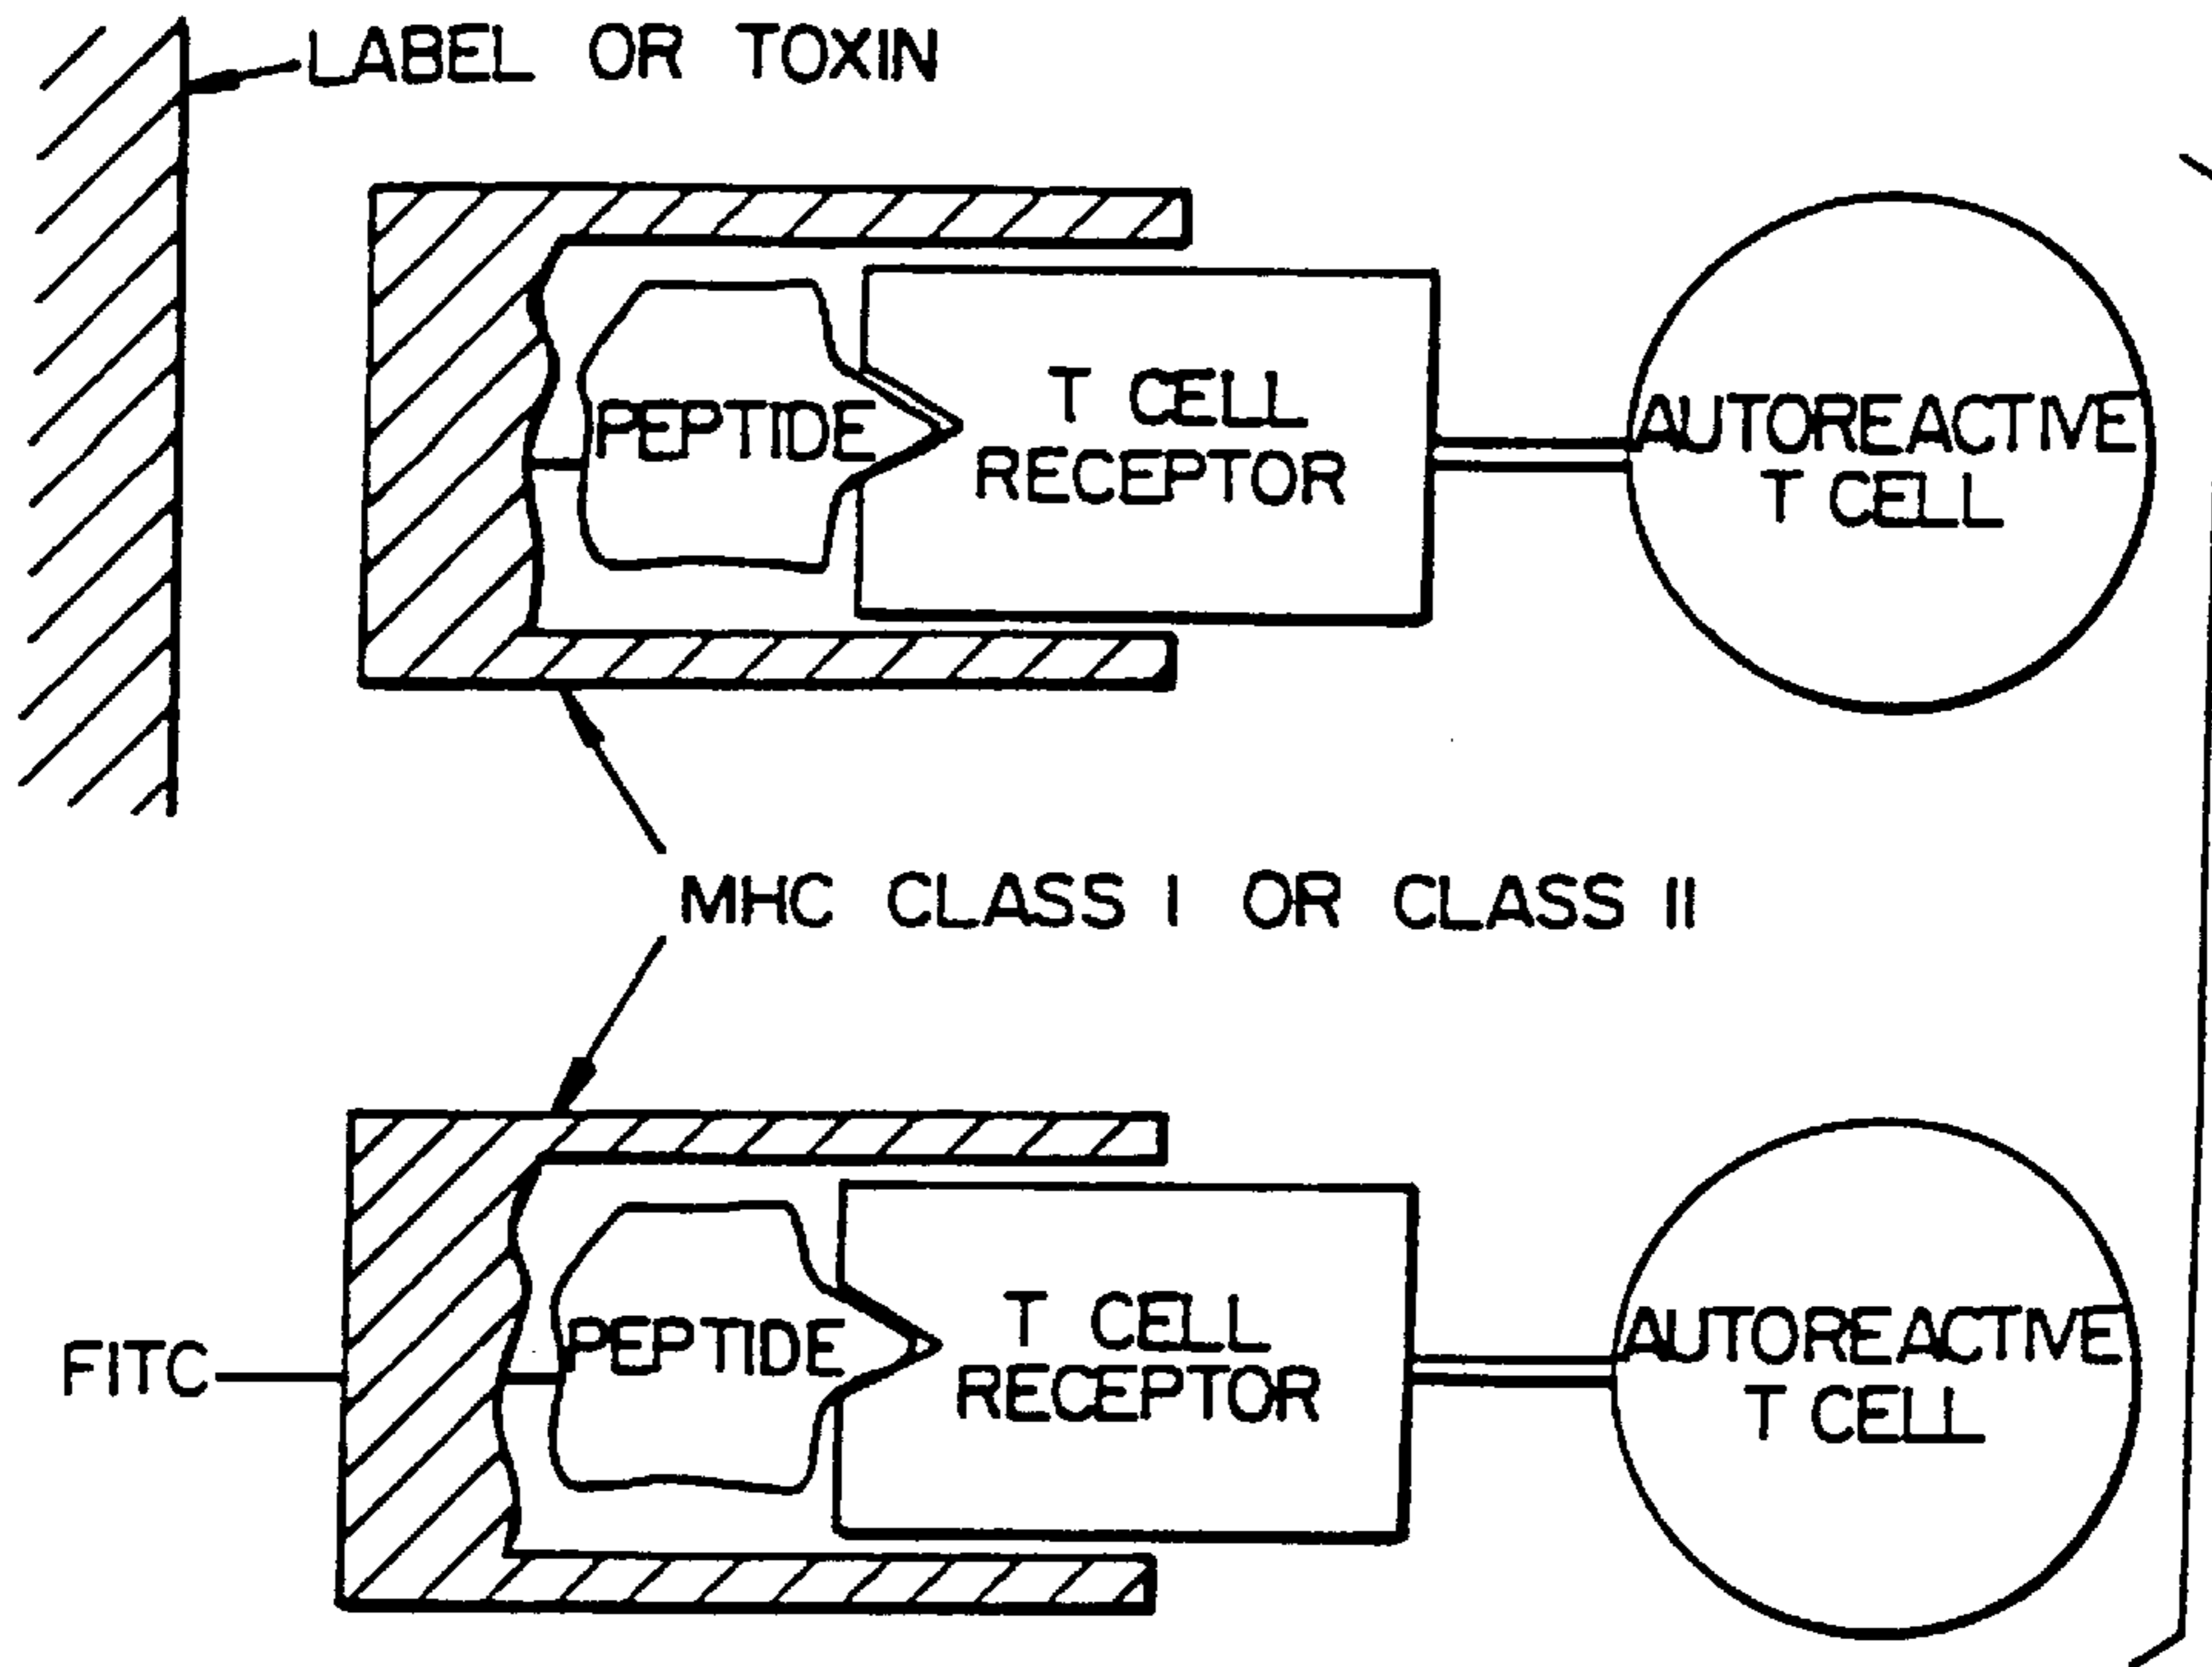 LABEL OR TOXIN
PEPTIDE
T CELL
RECEPTOR
AUTOREACTIVE
T CELL
MHC CLASS I OR CLASS II
FITC
PEPTIDE
T CELL
RECEPTOR
AUTOREACTIVE
T CELL